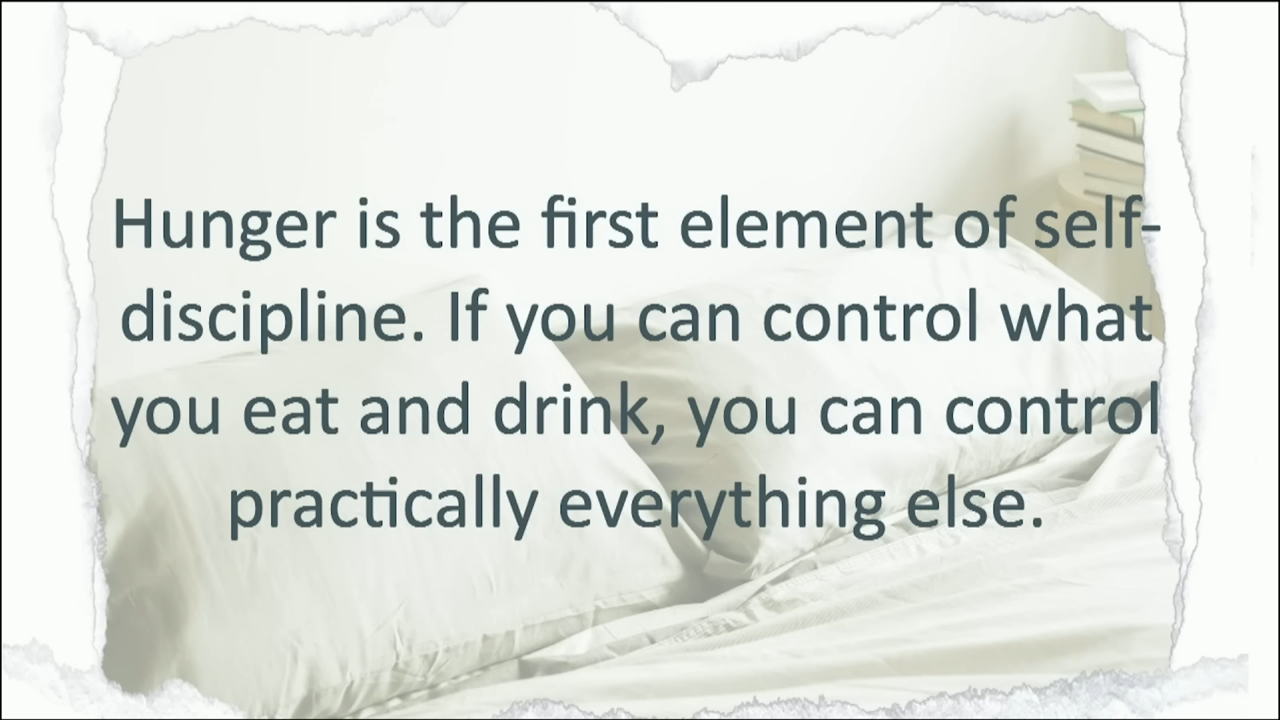 Hunger is the first element of self-
discipline. If you can control what
you eat and drink, you can control
practically everything else.